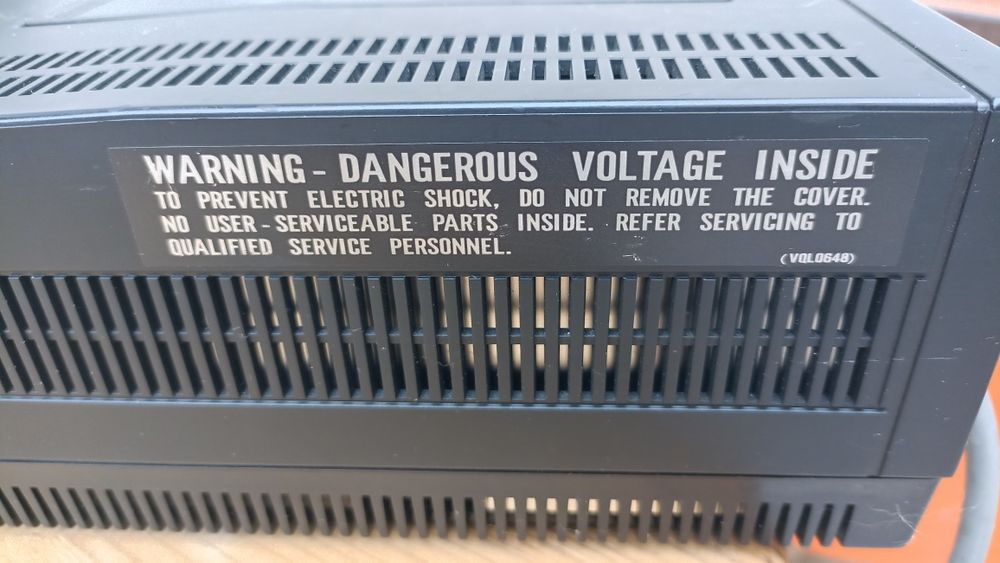 WARNING - DANGEROUS VOLTAGE INSIDE
TO PREVENT ELECTRIC SHOCK, DO NOT REMOVE THE COVER.
NO USER - SERVICEABLE PARTS INSIDE. REFER SERVICING TO
QUALIFIED SERVICE PERSONNEL.
(VQL0648)